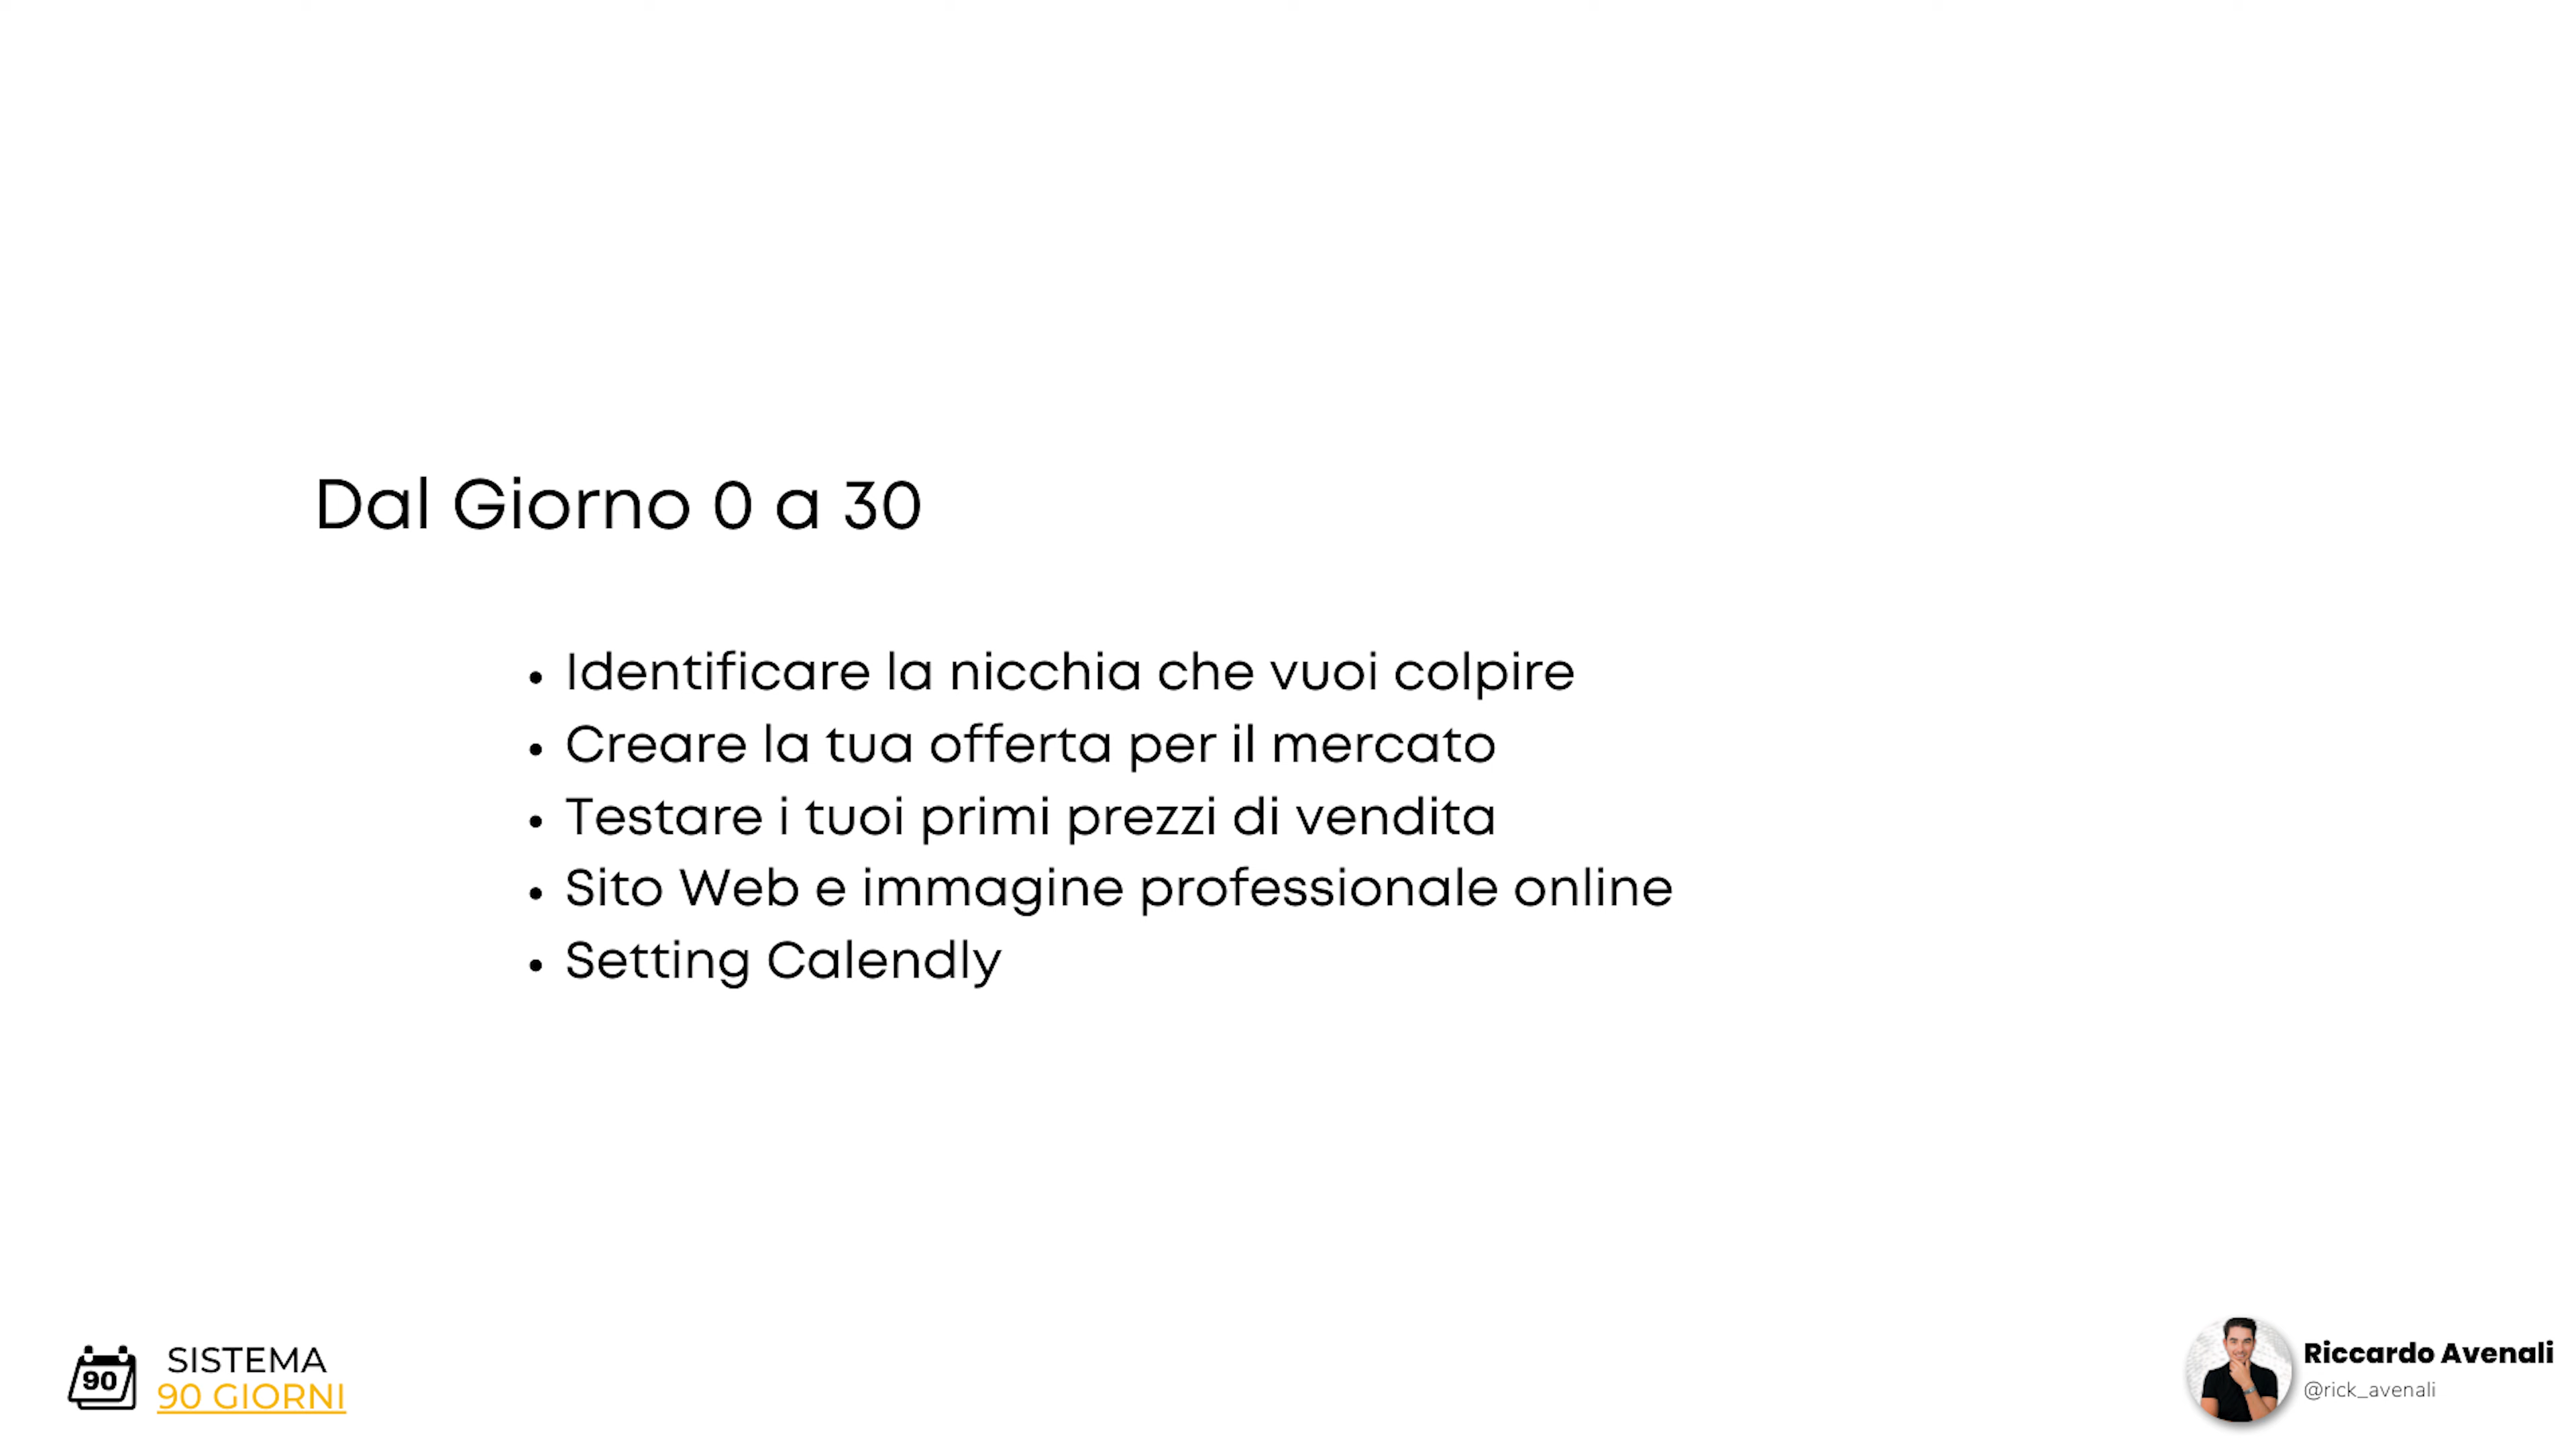 Dal Giorno 0 a 30
• Identificare la nicchia che vuoi colpire
• Creare la tua offerta per il mercato
• Testare i tuoi primi prezzi di vendita
• Sito Web e immagine professionale online
• Setting Calendly
90
SISTEMA
90 GIORNI
Riccardo Avenali
@rick_avenali